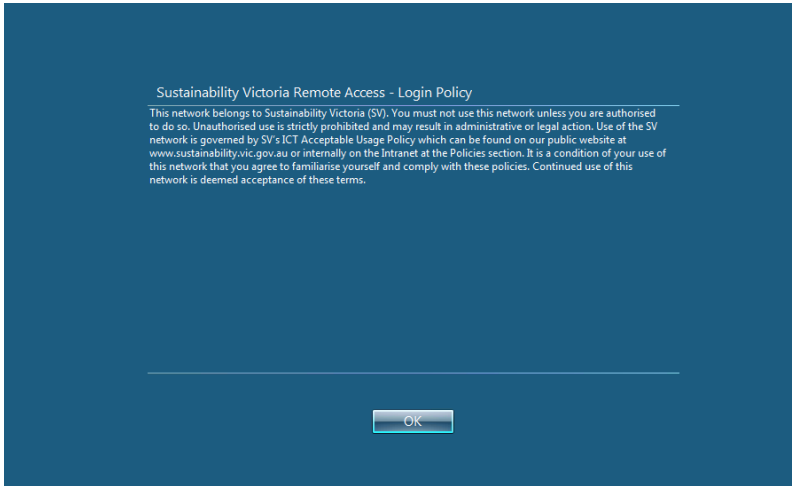 Sustainability Victoria Remote Access - Login Policy
This network belongs to Sustainability Victoria (SV). You must not use this network unless you are authorised
to do so. Unauthorised use is strictly prohibited and may result in administrative or legal action. Use of the SV
network is governed by SV's ICT Acceptable Usage Policy which can be found on our public website at
www.sustainability.vic.gov.au or internally on the Intranet at the Policies section. It is a condition of your use of
this network that you agree to familiarise yourself and comply with these policies. Continued use of this
network is deemed acceptance of these terms.
OK